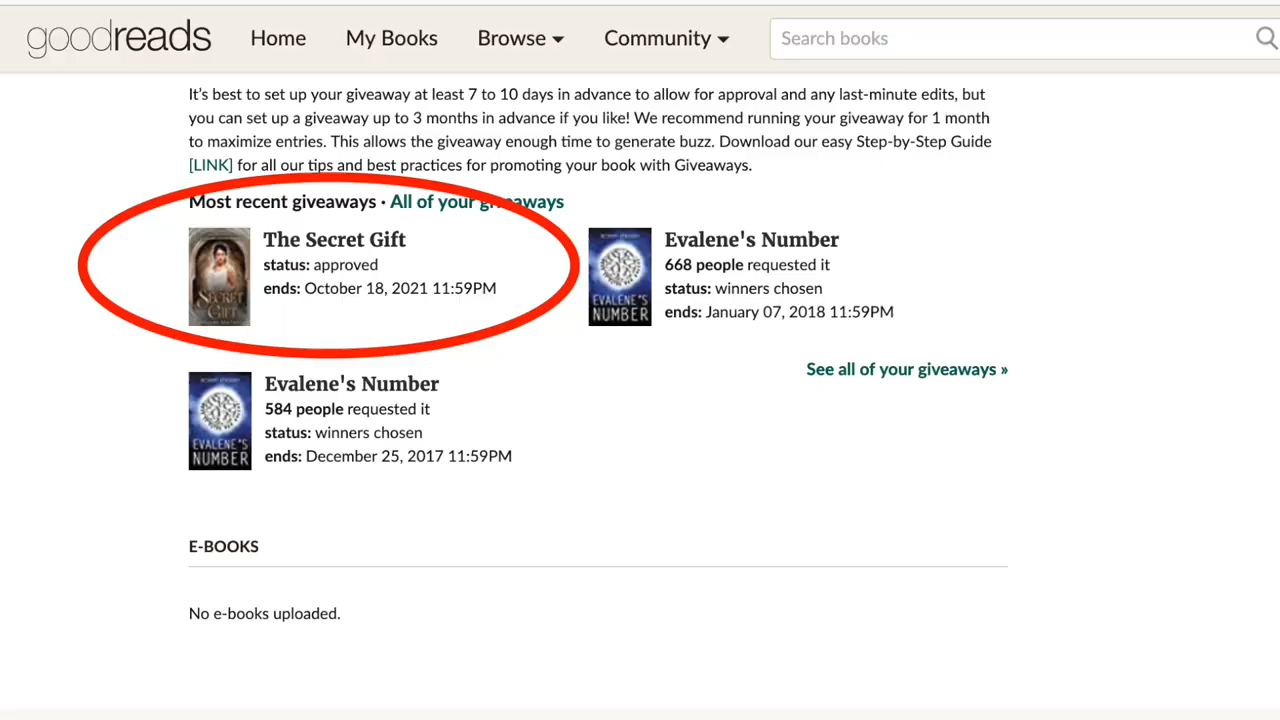 goodreads Home My Books Browse Community Search books
It's best to set up your giveaway at least 7 to 10 days in advance to allow for approval and any last-minute edits, but
you can set up a giveaway up to 3 months in advance if you like! We recommend running your giveaway for 1 month
to maximize entries. This allows the giveaway enough time to generate buzz. Download our easy Step-by-Step Guide
[LINK] for all our tips and best practices for promoting your book with Giveaways.
Most recent giveaways · All of your giveaways
The Secret Gift
status: approved
ends: October 18, 2021 11:59PM
SECRET
GIFT
Evalene's Number
668 people requested it
status: winners chosen
ends: January 07, 2018 11:59PM
EVALENE'S
NUMBER
Evalene's Number
584 people requested it
status: winners chosen
ends: December 25, 2017 11:59PM
EVALENE'S
NUMBER
See all of your giveaways »
E-BOOKS
No e-books uploaded.